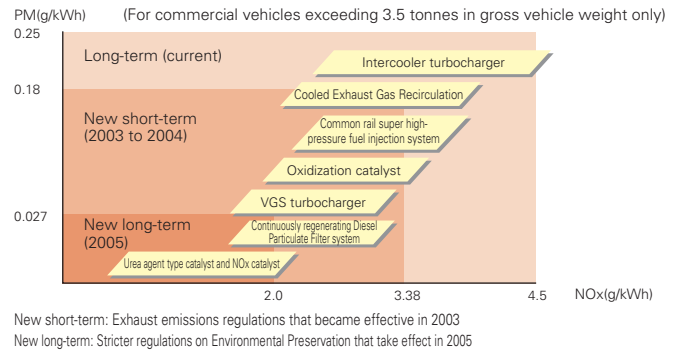 PM(g/kWh) (For commercial vehicles exceeding 3.5 tonnes in gross vehicle weight only)
0.25
Long-term (current)
Intercooler turbocharger
0.18
Cooled Exhaust Gas Recirculation
New short-term
(2003 to 2004)
Common rail super high-
pressure fuel injection system
Oxidization catalyst
VGS turbocharger
0.027
New long-term
(2005)
Continuously regenerating Diesel
Particulate Filter system
Urea agent type catalyst and NOx catalyst
2.0 3.38 4.5 NOx(g/kWh)
New short-term: Exhaust emissions regulations that became effective in 2003
New long-term: Stricter regulations on Environmental Preservation that take effect in 2005